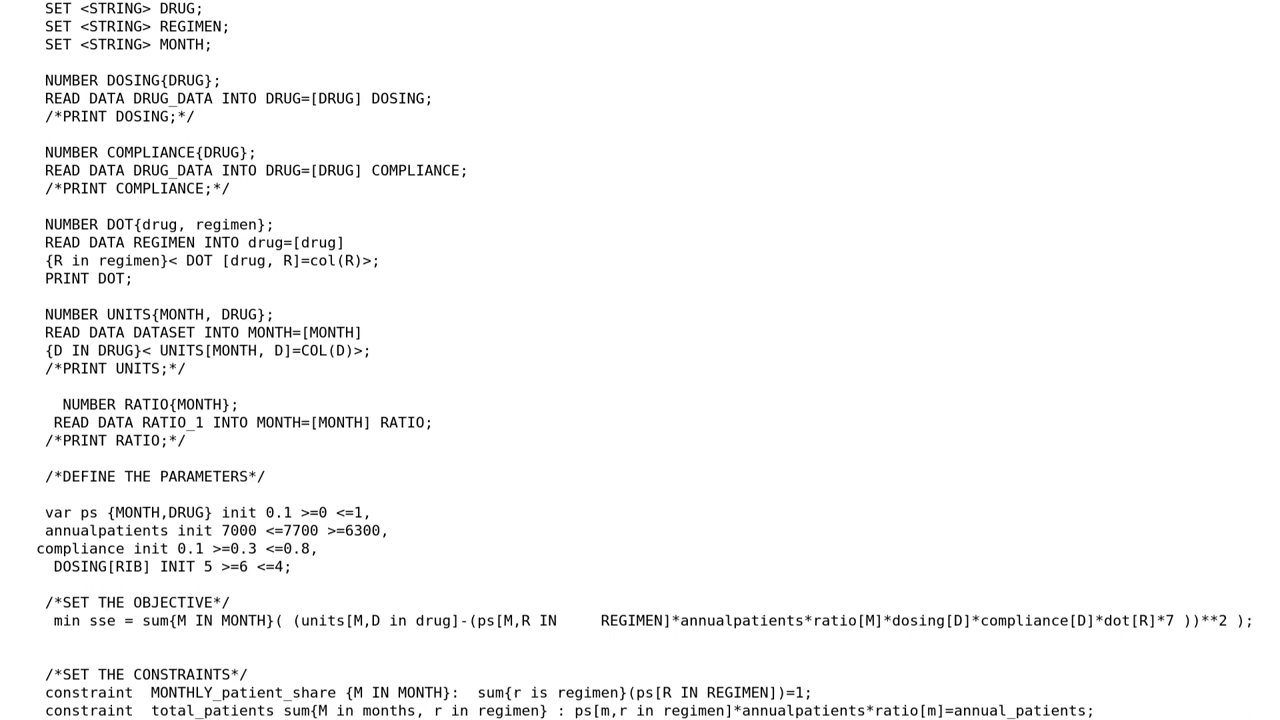 SET <STRING> DRUG;
SET <STRING> REGIMEN;
SET <STRING> MONTH;
NUMBER DOSING{DRUG};
READ DATA DRUG_DATA INTO DRUG=[DRUG] DOSING;
/*PRINT DOSING;*/
NUMBER COMPLIANCE{DRUG};
READ DATA DRUG_DATA INTO DRUG=[DRUG] COMPLIANCE;
/*PRINT COMPLIANCE;*/
NUMBER DOT{drug, regimen};
READ DATA REGIMEN INTO drug=[drug]
{R in regimen}< DOT [drug, R]=col(R)>;
PRINT DOT;
NUMBER UNITS{MONTH, DRUG};
READ DATA DATASET INTO MONTH=[MONTH]
{D IN DRUG}< UNITS[MONTH, D]=COL(D)>;
/*PRINT UNITS;*/
NUMBER RATIO{MONTH};
READ DATA RATIO_1 INTO MONTH=[MONTH] RATIO;
/*PRINT RATIO;*/
/*DEFINE THE PARAMETERS*/
var ps {MONTH,DRUG} init 0.1 >=0 <=1,
annualpatients init 7000 <=7700 >=6300,
compliance init 0.1 >=0.3 <=0.8,
DOSING[RIB] INIT 5 >=6 <=4;
/*SET THE OBJECTIVE*/
min sse = sum{M IN MONTH}( (units[M,D in drug]-(ps[M,R IN     REGIMEN]*annualpatients*ratio[M]*dosing[D]*compliance[D]*dot[R]*7 ))**2 );
/*SET THE CONSTRAINTS*/
constraint  MONTHLY_patient_share {M IN MONTH}:  sum{r is regimen}(ps[R IN REGIMEN])=1;
constraint  total_patients sum{M in months, r in regimen} : ps[m,r in regimen]*annualpatients*ratio[m]=annual_patients;